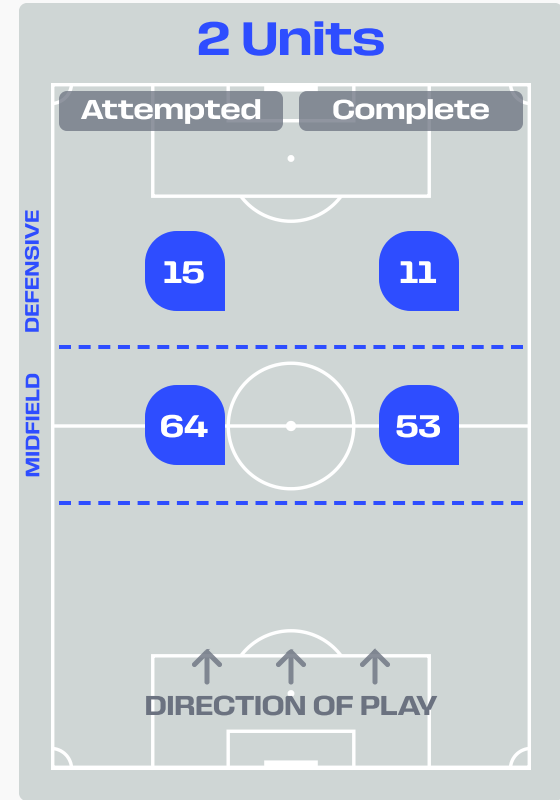 2 Units
Attempted Complete
DEFENSIVE
15 11
MIDFIELD
64 53
DIRECTION OF PLAY